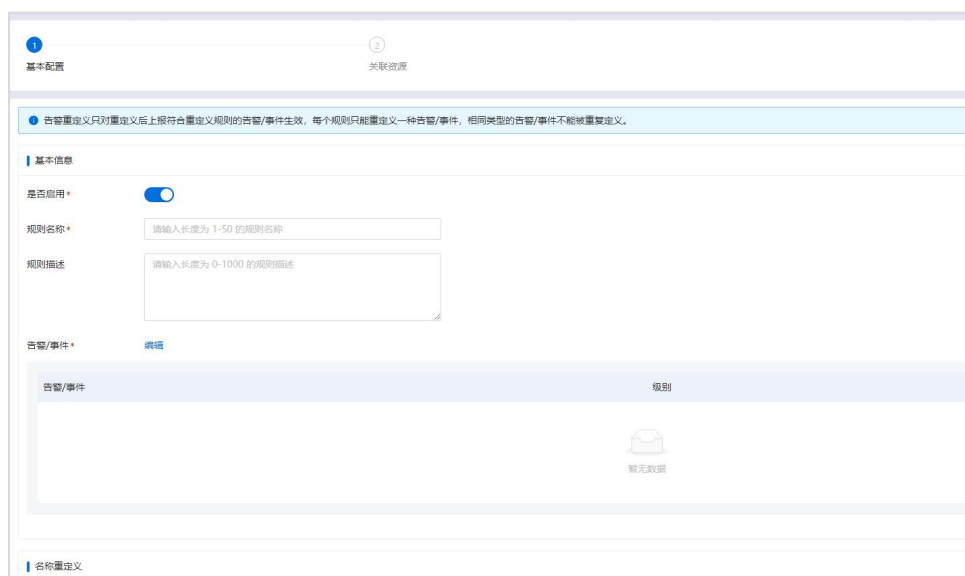 1
2
基本配置
关联资源
告警重定义只对重定义后上报符合重定义规则的告警/事件生效，每个规则只能重定义一种告警/事件，相同类型的告警/事件不能被重复定义。
基本信息
是否启用*
规则名称*
请输入长度为 1-50 的规则名称
规则描述
请输入长度为 0-1000 的规则描述
告警/事件*
编辑
告警/事件
级别
暂无数据
名称重定义